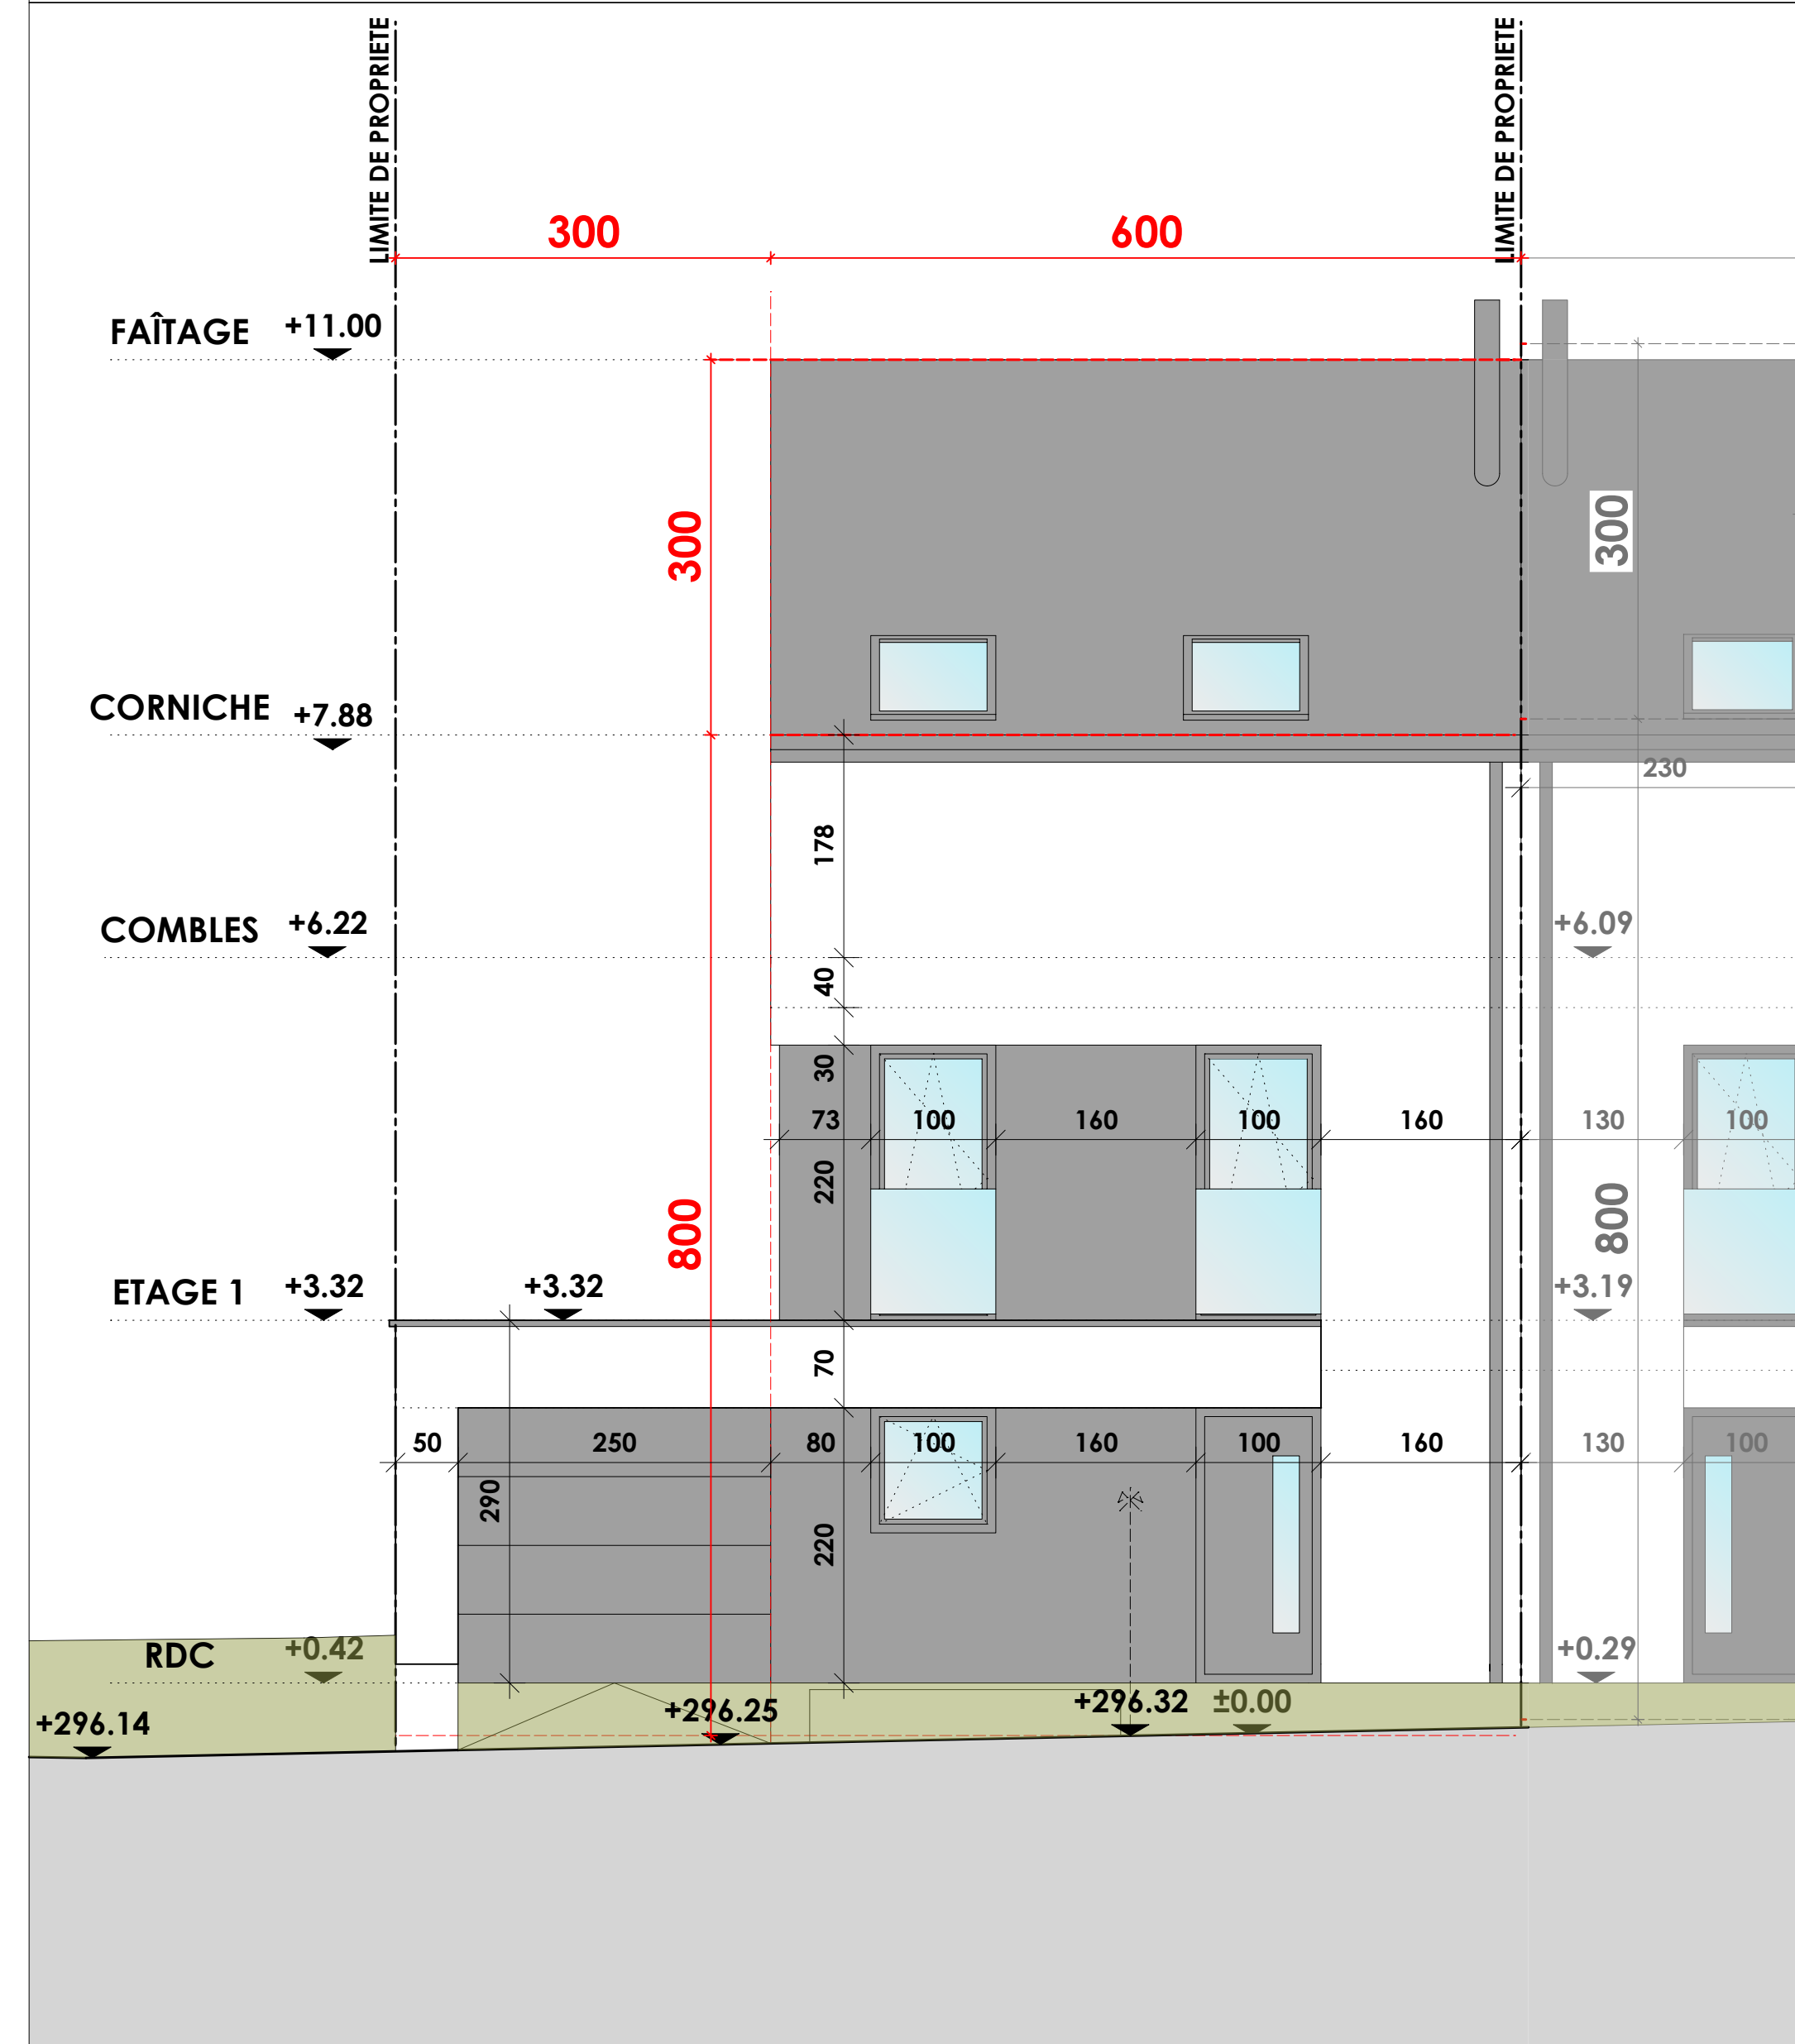 LIMITE DE PROPRIETE
LIMITE DE PROPRIETE
300
600
FAÎTAGE +11.00
300
300
CORNICHE +7.88
230
178
COMBLES +6.22
+6.09
40
30
73 100 160 100 160 130 100
220
800
800
ETAGE 1 +3.32 +3.32
+3.19
70
50 250 80 100 160 100 160 130 100
290
220
RDC +0.42
+0.29
+296.14 +296.25 +296.32 ±0.00